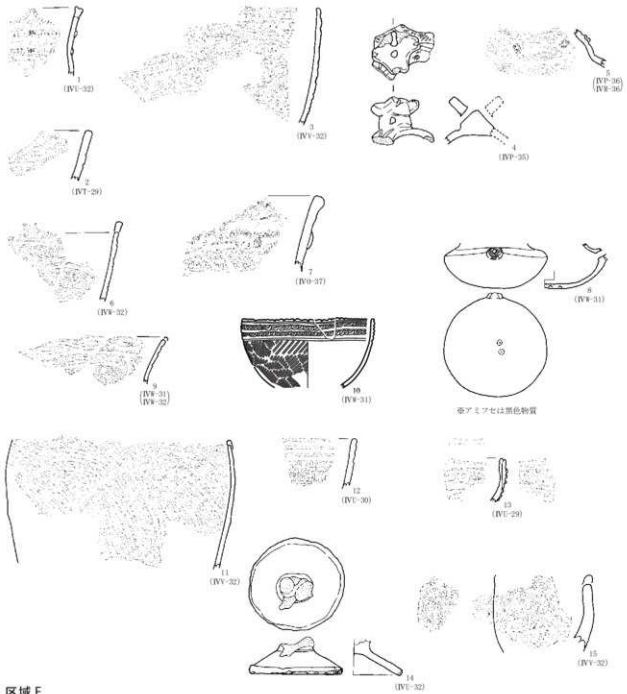 1
(IVU-32)
3
(IVV-32)
4
(IVP-35)
5
(IVP-36)
(IVR-36)
2
(IVT-29)
6
(IVW-32)
7
(IVO-37)
8
(IVW-31)
9
(IVW-31)
(IVW-32)
10
(IVW-31)
※アミフセは黒色物質
11
(IVV-32)
12
(IVU-30)
13
(IVU-29)
14
(IVU-32)
15
(IVV-32)
区域F